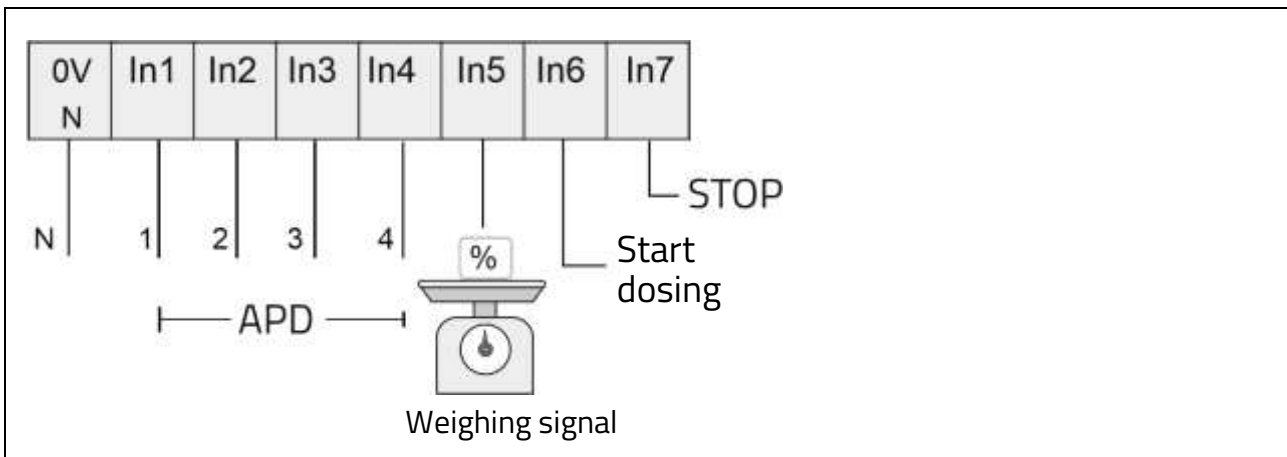 0V In1 In2 In3 In4 In5 In6 In7
N
STOP
N 1 2 3 4 % Start
dosing
APD
Weighing signal